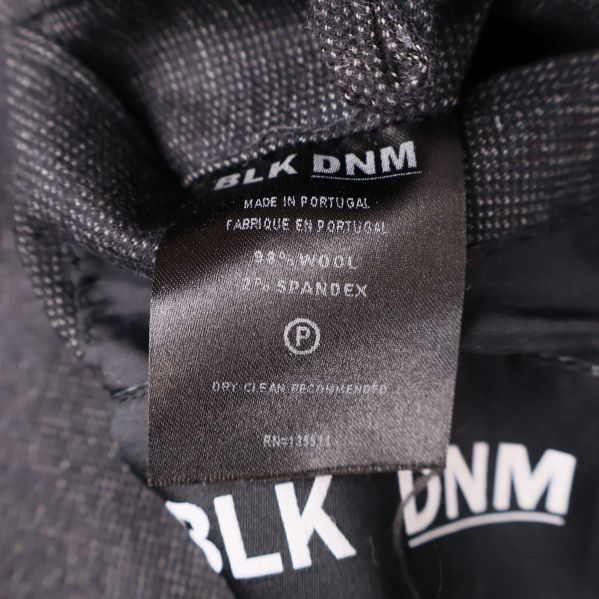 BLK DNM
MADE IN PORTUGAL
FABRIQUE EN PORTUGAL
98% WOOL
2% SPANDEX
P
DRY CLEAN RECOMMENDED
BLK DNM